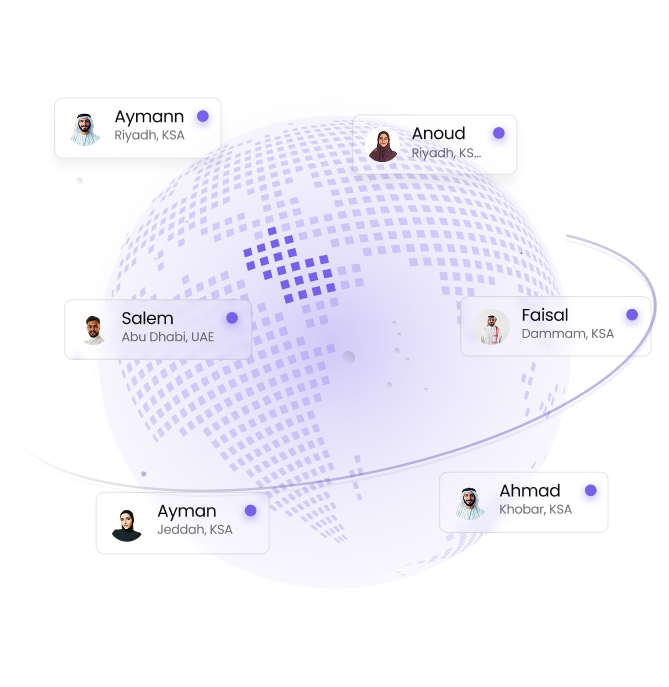 Aymann
Riyadh, KSA
Anoud
Riyadh, KS...
Salem
Abu Dhabi, UAE
Faisal
Dammam, KSA
Ahmad
Khobar, KSA
Ayman
Jeddah, KSA